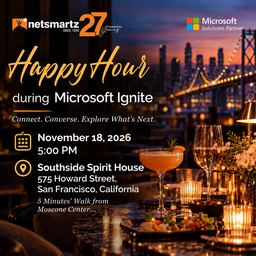 netsmartz
SINCE 1999
27
Microsoft
Solutions Partner
Happy Hour
during Microsoft Ignite
Connect. Converse. Explore What's Next.
November 18, 2026
5:00 PM
Southside Spirit House
575 Howard Street,
San Francisco, California
5 Minutes' Walk from
Moscone Center...